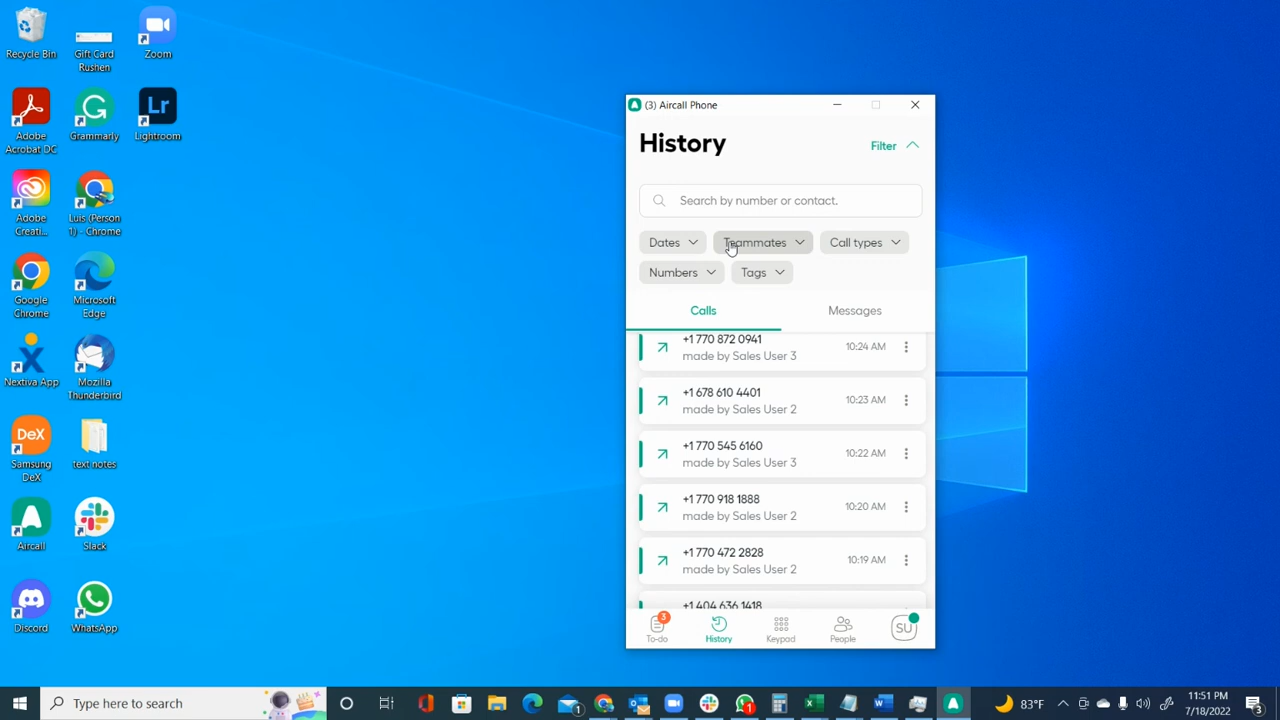 Recycle Bin
Gift Card
Rushen
Zoom
Adobe
Acrobat DC
Grammarly
Lr
Lightroom
Adobe
Creati...
Luis (Person
1) - Chrome
Google
Chrome
Microsoft
Edge
Nextiva App
Mozilla
Thunderbird
DeX
Samsung
DeX
text notes
Aircall
Slack
Discord
WhatsApp
(3) Aircall Phone
History
Filter
Search by number or contact.
Dates
Teammates
Call types
Numbers
Tags
Calls
Messages
+1 770 872 0941
made by Sales User 3
10:24 AM
+1 678 610 4401
made by Sales User 2
10:23 AM
+1 770 545 6160
made by Sales User 3
10:22 AM
+1 770 918 1888
made by Sales User 2
10:20 AM
+1 770 472 2828
made by Sales User 2
10:19 AM
+1 404 636 1418
3
To-do
History
Keypad
People
SU
Type here to search
1
1
83°F
11:51 PM
7/18/2022
3